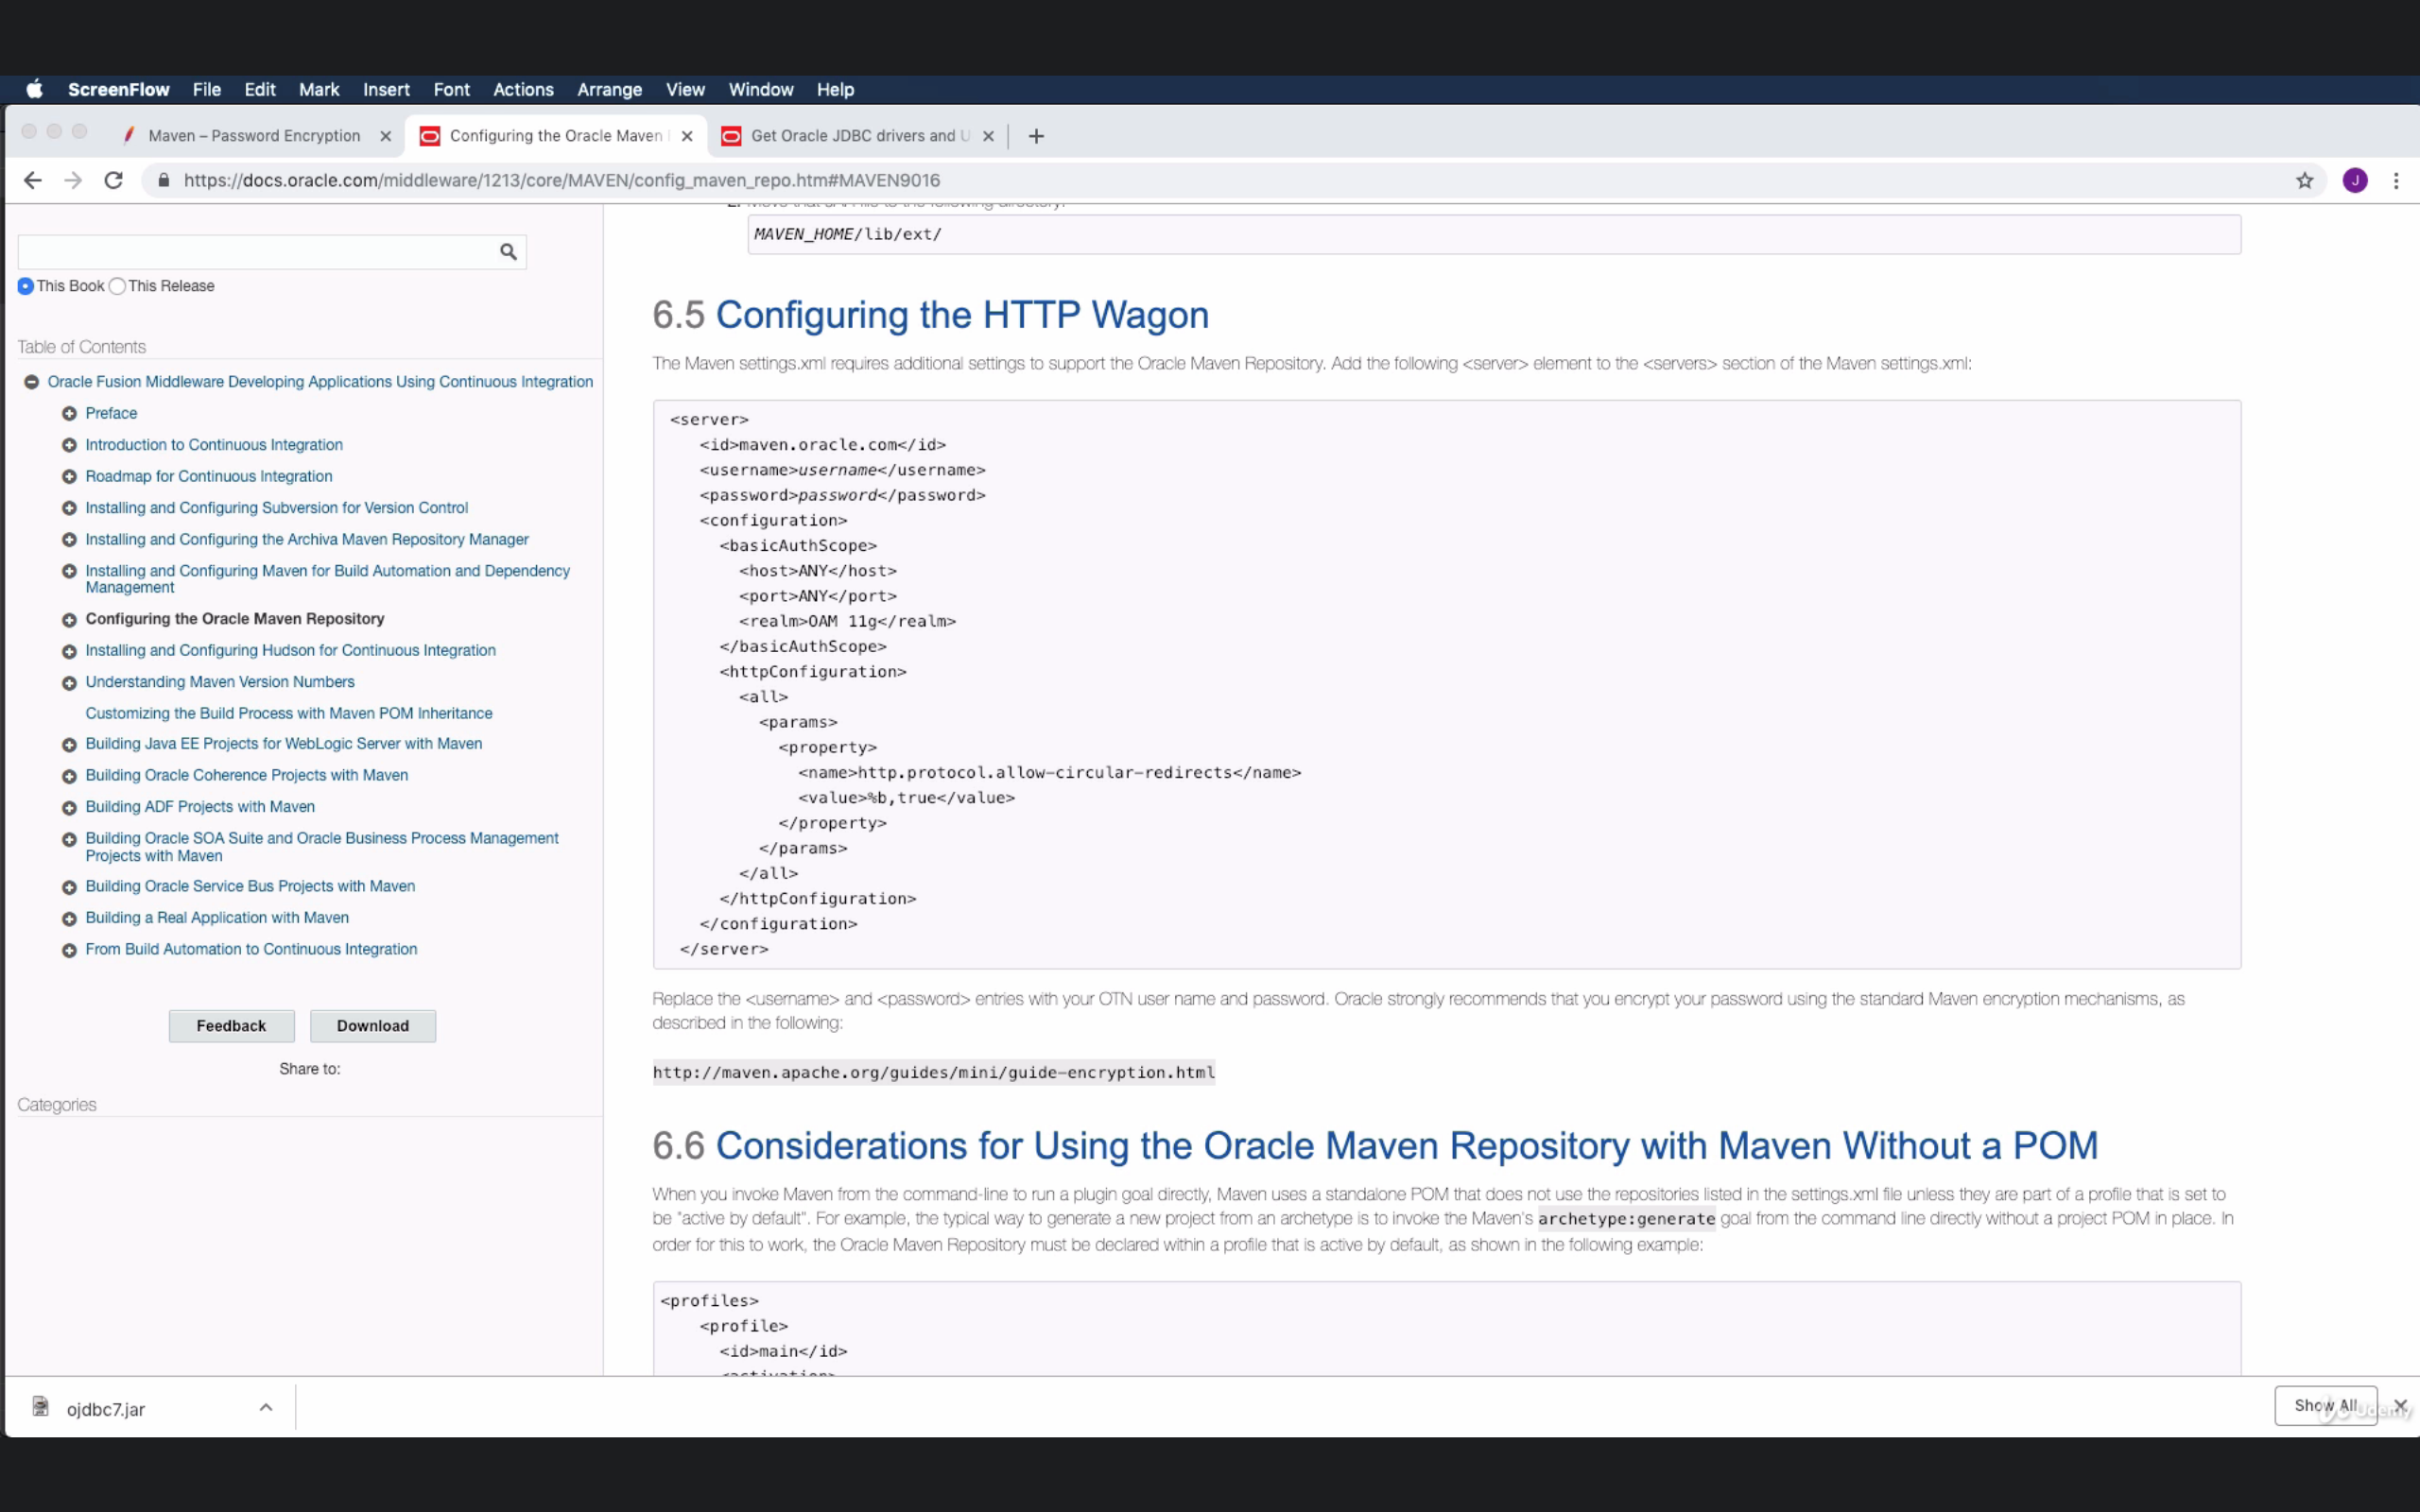 ScreenFlow File Edit Mark Insert Font Actions Arrange View Window Help
Maven – Password Encryption
Configuring the Oracle Maven
Get Oracle JDBC drivers and U
https://docs.oracle.com/middleware/1213/core/MAVEN/config_maven_repo.htm#MAVEN9016
J
This Book This Release
Table of Contents
Oracle Fusion Middleware Developing Applications Using Continuous Integration
Preface
Introduction to Continuous Integration
Roadmap for Continuous Integration
Installing and Configuring Subversion for Version Control
Installing and Configuring the Archiva Maven Repository Manager
Installing and Configuring Maven for Build Automation and Dependency
Management
Configuring the Oracle Maven Repository
Installing and Configuring Hudson for Continuous Integration
Understanding Maven Version Numbers
Customizing the Build Process with Maven POM Inheritance
Building Java EE Projects for WebLogic Server with Maven
Building Oracle Coherence Projects with Maven
Building ADF Projects with Maven
Building Oracle SOA Suite and Oracle Business Process Management
Projects with Maven
Building Oracle Service Bus Projects with Maven
Building a Real Application with Maven
From Build Automation to Continuous Integration
Feedback Download
Share to:
Categories
MAVEN_HOME/lib/ext/
6.5 Configuring the HTTP Wagon
The Maven settings.xml requires additional settings to support the Oracle Maven Repository. Add the following <server> element to the <servers> section of the Maven settings.xml:
<server>
<id>maven.oracle.com</id>
<username>username</username>
<password>password</password>
<configuration>
<basicAuthScope>
<host>ANY</host>
<port>ANY</port>
<realm>OAM 11g</realm>
</basicAuthScope>
<httpConfiguration>
<all>
<params>
<property>
<name>http.protocol.allow-circular-redirects</name>
<value>%b,true</value>
</property>
</params>
</all>
</httpConfiguration>
</configuration>
</server>
Replace the <username> and <password> entries with your OTN user name and password. Oracle strongly recommends that you encrypt your password using the standard Maven encryption mechanisms, as
described in the following:
http://maven.apache.org/guides/mini/guide-encryption.html
6.6 Considerations for Using the Oracle Maven Repository with Maven Without a POM
When you invoke Maven from the command-line to run a plugin goal directly, Maven uses a standalone POM that does not use the repositories listed in the settings.xml file unless they are part of a profile that is set to
be "active by default". For example, the typical way to generate a new project from an archetype is to invoke the Maven's archetype:generate goal from the command line directly without a project POM in place. In
order for this to work, the Oracle Maven Repository must be declared within a profile that is active by default, as shown in the following example:
<profiles>
<profile>
<id>main</id>
<activation>
ojdbc7.jar
Show All
Udemy